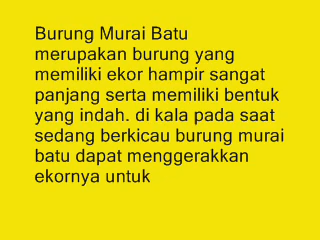 Burung Murai Batu
merupakan burung yang
memiliki ekor hampir sangat
panjang serta memiliki bentuk
yang indah. di kala pada saat
sedang berkicau burung murai
batu dapat menggerakkan
ekornya untuk